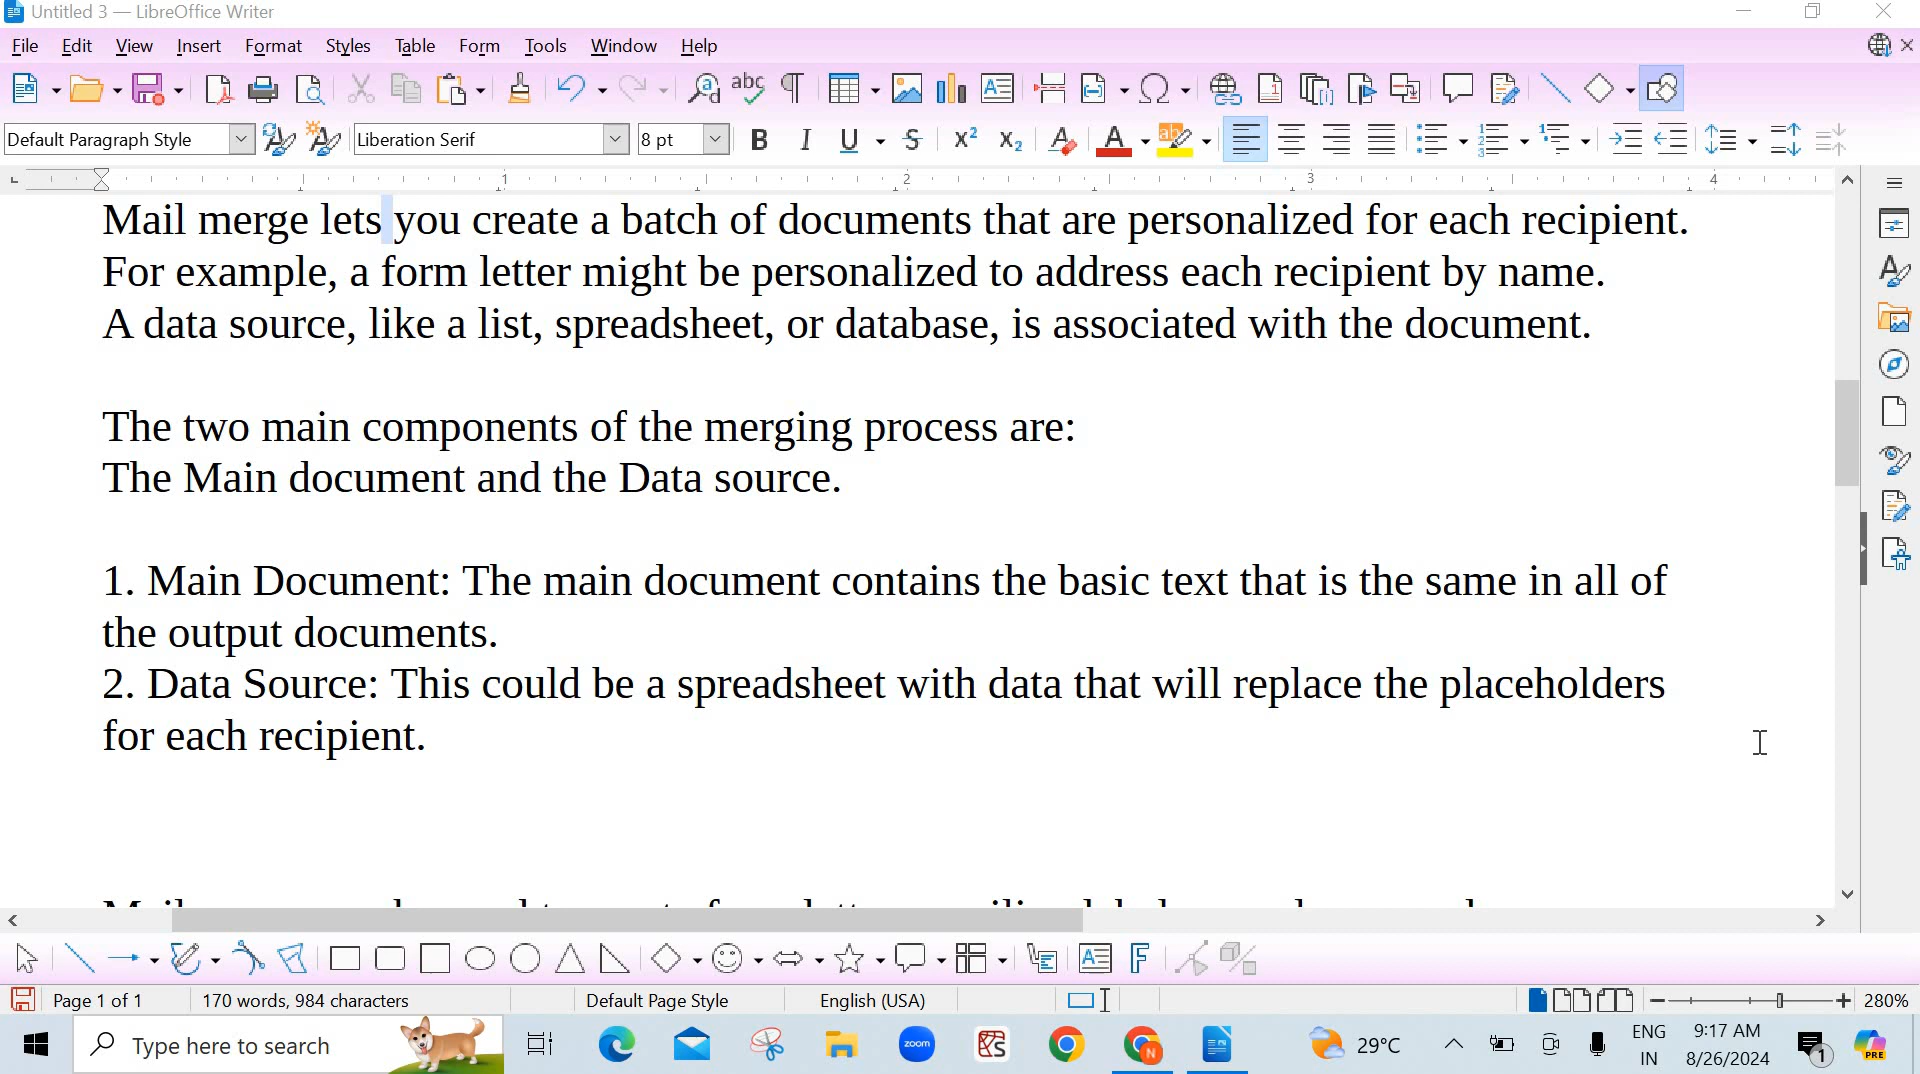 Untitled 3 — LibreOffice Writer
File Edit View Insert Format Styles Table Form Tools Window Help
Default Paragraph Style Liberation Serif 8 pt
1 2 3 4
Mail merge lets you create a batch of documents that are personalized for each recipient.
For example, a form letter might be personalized to address each recipient by name.
A data source, like a list, spreadsheet, or database, is associated with the document.
The two main components of the merging process are:
The Main document and the Data source.
1. Main Document: The main document contains the basic text that is the same in all of
the output documents.
2. Data Source: This could be a spreadsheet with data that will replace the placeholders
for each recipient.
Page 1 of 1 170 words, 984 characters Default Page Style English (USA) 280%
Type here to search zoom 29°C ENG 9:17 AM
IN 8/26/2024 1 PRE